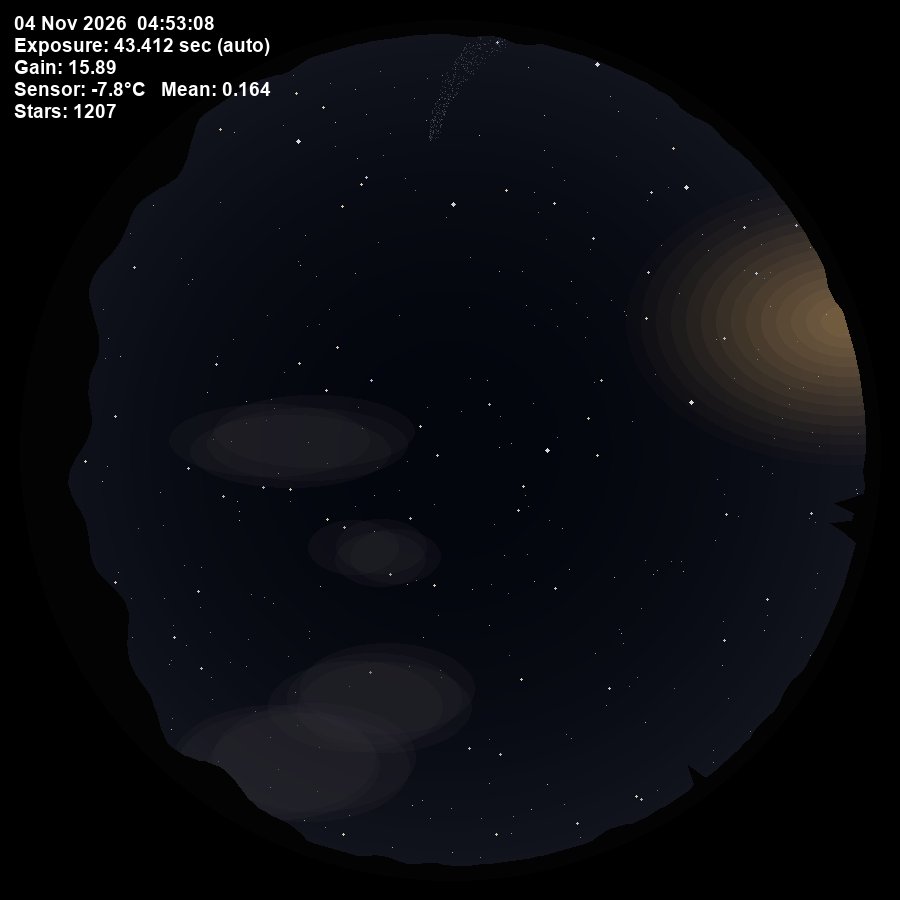 04 Nov 2026  04:53:08
Exposure: 43.412 sec (auto)
Gain: 15.89
Sensor: -7.8°C   Mean: 0.164
Stars: 1207